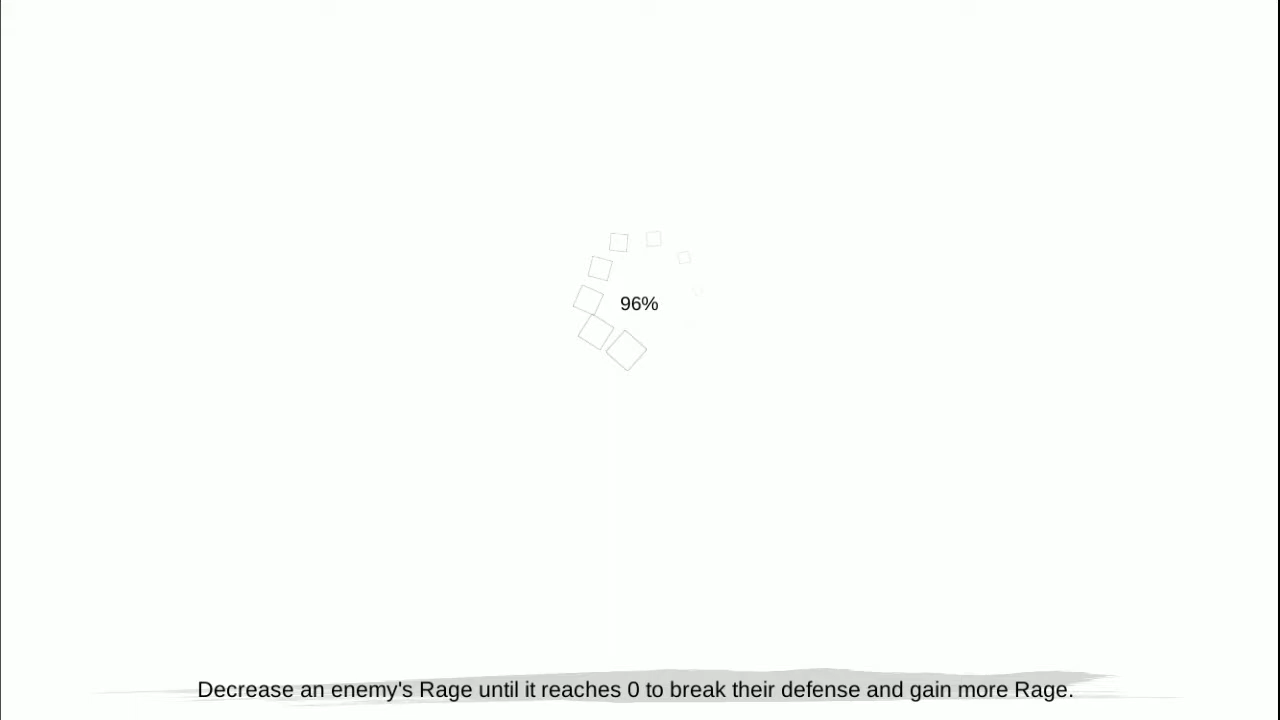 96%
Decrease an enemy's Rage until it reaches 0 to break their defense and gain more Rage.